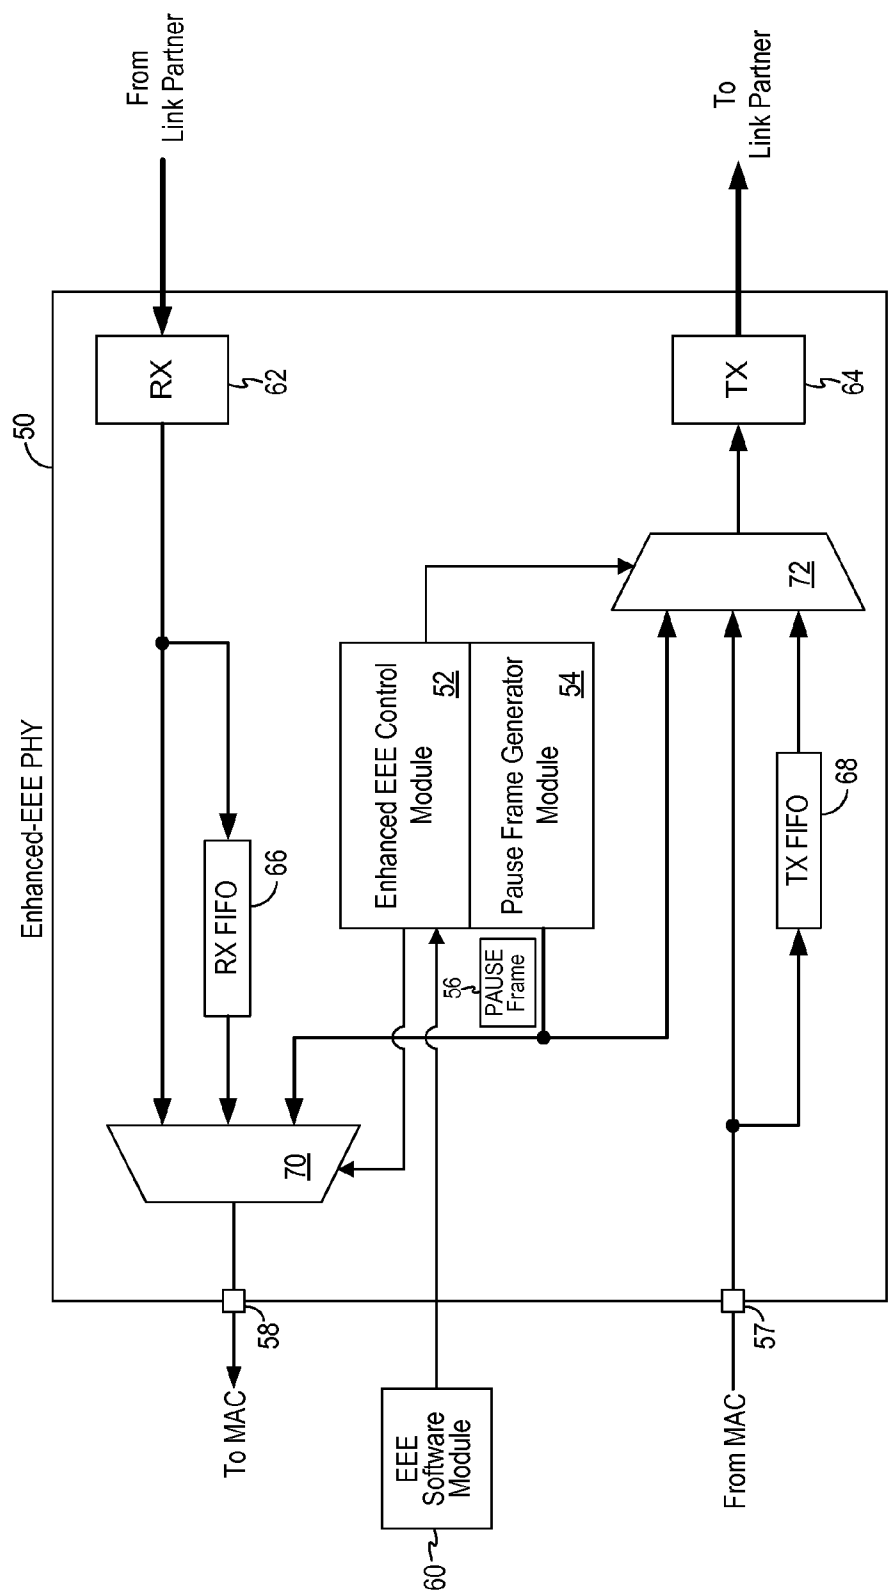 Enhanced-EEE PHY
50
To MAC
58
70
RX FIFO
66
RX
62
From
Link Partner
EEE
Software
Module
60
56
PAUSE
Frame
Enhanced EEE Control
Module
52
Pause Frame Generator
Module
54
From MAC
57
TX FIFO
68
72
TX
64
To
Link Partner